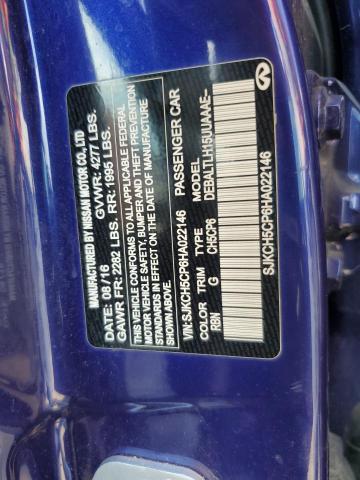 MANUFACTURED BY NISSAN MOTOR CO., LTD
GVWR: 4277 LBS.
DATE: 08/16
GAWR FR: 2282 LBS. RR: 1995 LBS.
THIS VEHICLE CONFORMS TO ALL APPLICABLE FEDERAL
MOTOR VEHICLE SAFETY, BUMPER AND THEFT PREVENTION
STANDARDS IN EFFECT ON THE DATE OF MANUFACTURE
SHOWN ABOVE.
VIN: SJKCH5CP6HA022146 PASSENGER CAR
COLOR TRIM TYPE MODEL
RBN G CH5CP6 DEBALTLH15UUAAAE--
SJKCH5CP6HA022146